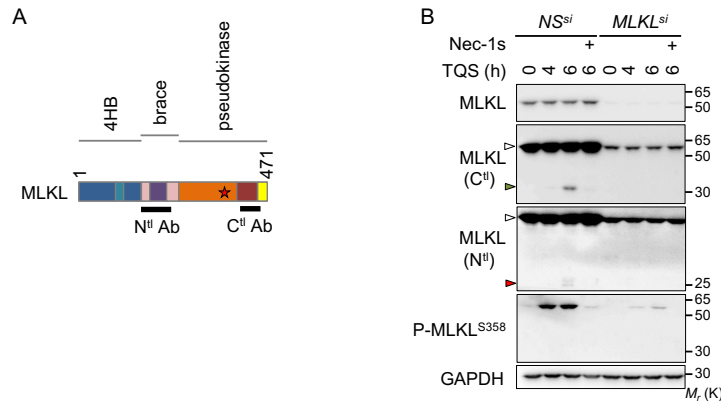 A
4HB
brace
pseudokinase
1
471
MLKL
Nᵗˡ Ab
Cᵗˡ Ab
B
NSˢⁱ MLKLˢⁱ
Nec-1s + +
TQS (h) 0 4 6 6 0 4 6 6
MLKL
65
50
MLKL
(Cᵗˡ)
65
50
30
MLKL
(Nᵗˡ)
25
P-MLKLˢ³⁵⁸
65
50
30
GAPDH
30
Mᵣ (K)